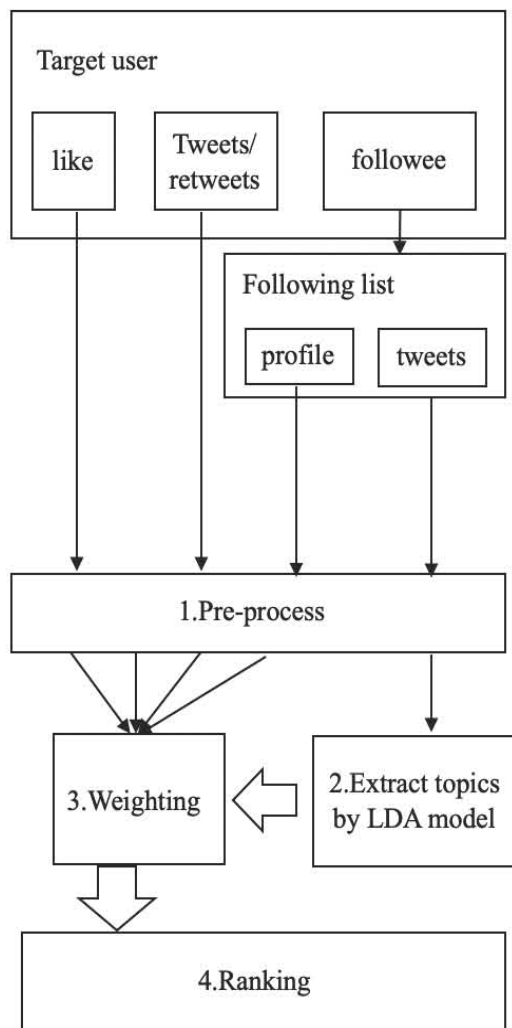 Target user
like
Tweets/
retweets
followee
Following list
profile
tweets
1.Pre-process
3.Weighting
2.Extract topics
by LDA model
4.Ranking